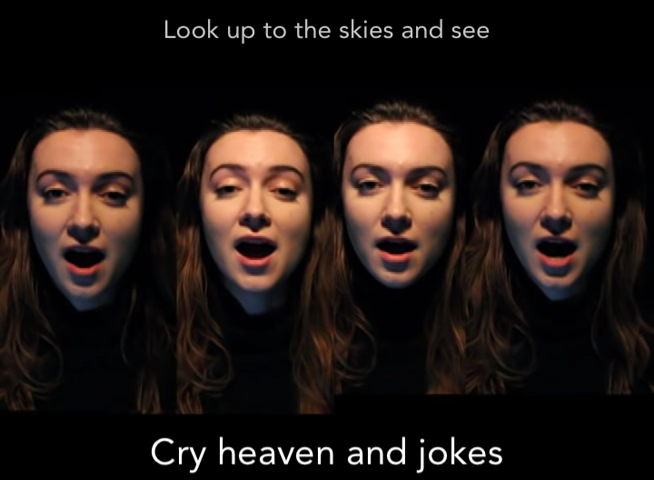 Look up to the skies and see
Cry heaven and jokes